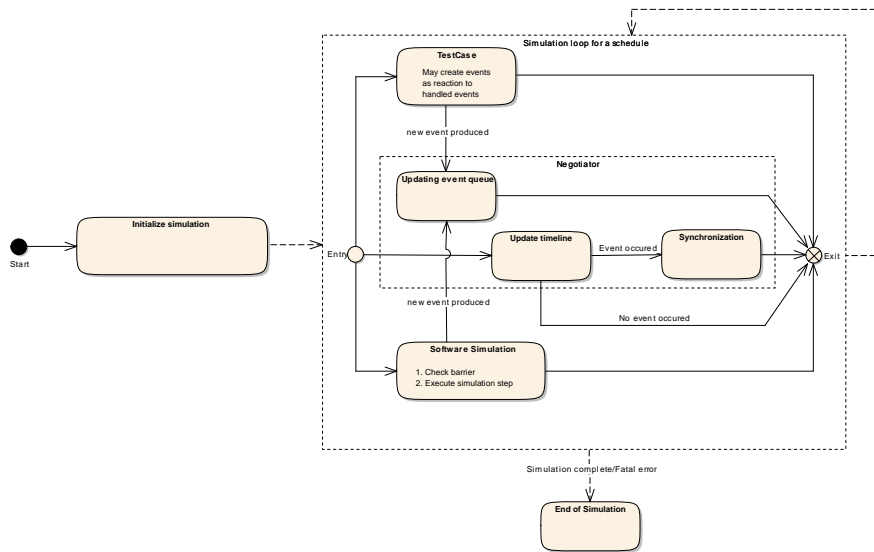 Simulation loop for a schedule
TestCase
May create events
as reaction to
handled events
new event produced
Negotiator
Updating event queue
Initialize simulation
Start
Entry
Update timeline
Event occured
Synchronization
Exit
new event produced
No event occured
Software Simulation
1. Check barrier
2. Execute simulation step
Simulation complete/Fatal error
End of Simulation